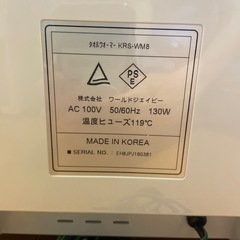 タオルウォーマー KRS-WM8
PS
E
株式会社 ワールドジェイピー
AC 100V 50/60Hz 130W
温度ヒューズ119℃
MADE IN KOREA
■ SERIAL NO. : EH8JPJ160381